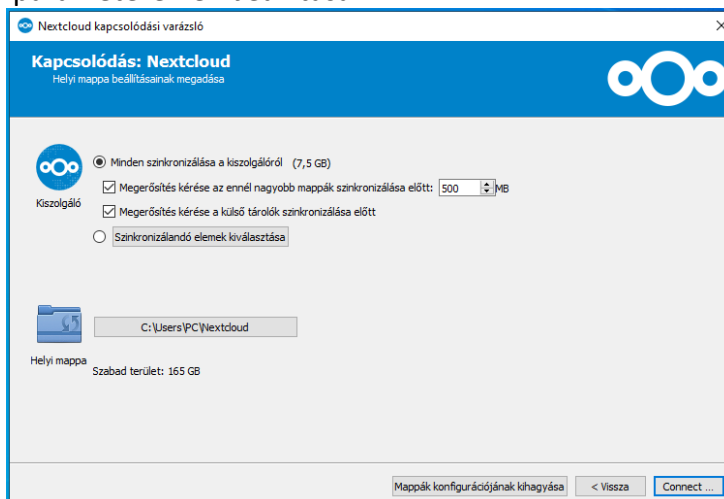 Nextcloud kapcsolódási varázsló
Kapcsolódás: Nextcloud
Helyi mappa beállításainak megadása
Minden szinkronizálása a kiszolgálóról (7,5 GB)
Megerősítés kérése az ennél nagyobb mappák szinkronizálása előtt: 500 MB
Kiszolgáló
Megerősítés kérése a külső tárolók szinkronizálása előtt
Szinkronizálandó elemek kiválasztása
C:\Users\PC\Nextcloud
Helyi mappa
Szabad terület: 165 GB
Mappák konfigurációjának kihagyása < Vissza Connect ...